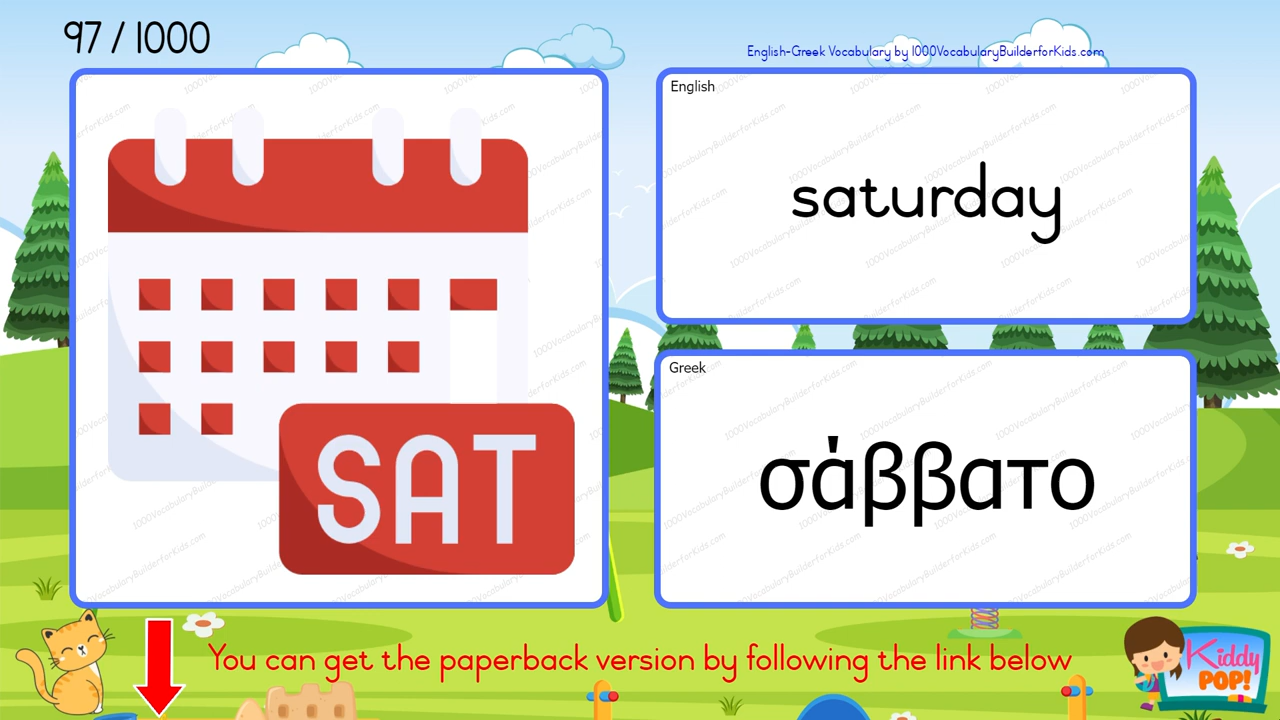 97 / 1000
English-Greek Vocabulary by 1000VocabularyBuilderforKids.com
English
saturday
SAT
Greek
σάββατο
You can get the paperback version by following the link below
Kiddy
POP!